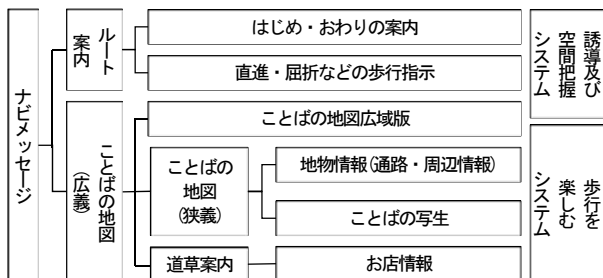 ナビメッセージ
ルート
案内
はじめ・おわりの案内
直進・屈折などの歩行指示
ことばの地図
(広義)
ことばの地図広域版
ことばの
地図
(狭義)
地物情報(通路・周辺情報)
ことばの写生
道草案内
お店情報
誘導及び
空間把握
システム
歩行を
楽しむ
システム